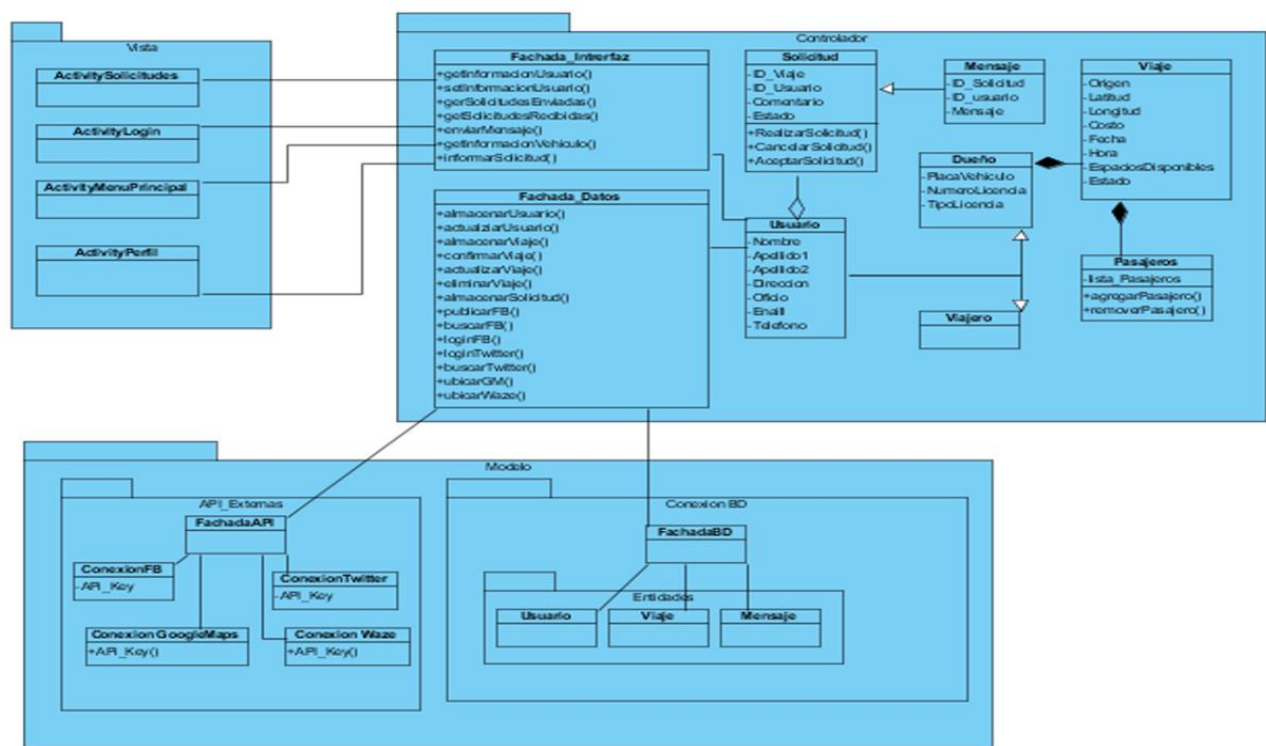 Vista
ActivitySolicitudes
ActivityLogin
ActivityMenuPrincipal
ActivityPerfil
Controlador
Fachada_Intrerfaz
+getInformacionUsuario()
+setInformacionUsuario()
+gerSolicitudesEnviadas()
+getSolicitudesRecibidas()
+enviarMensaje()
+getInformacionVehiculo()
+informarSolicitud()
Fachada_Datos
+almacenarUsuario()
+actualziarUsuario()
+almacenarViaje()
+confirmarViaje()
+actualizarViaje()
+eliminarViaje()
+almacenarSolicitud()
+publicarFB()
+buscarFB()
+loginFB()
+loginTwitter()
+buscarTwitter()
+ubicarGM()
+ubicarWaze()
Solicitud
-ID_Viaje
-ID_Usuario
-Comentario
-Estado
+RealizarSolicitud()
+CancelarSolicitud()
+AceptarSolicitud()
Usuario
-Nombre
-Apellido1
-Apellido2
-Direccion
-Oficio
-Telefono
Mensaje
-ID_Solicitud
-ID_usuario
-Mensaje
Dueño
-PlacaVehiculo
-NumeroLicencia
-TipoLicencia
Viajero
Viaje
-Origen
-Latitud
-Longitud
-Costo
-Fecha
-Hora
-EspaciosDisponibles
-Estado
Pasajeros
-lista_Pasajeros
+agregarPasajero()
+removerPasajero()
Modelo
API_Externas
FachadaAPI
ConexionFB
-API_Key
ConexionTwitter
-API_Key
Conexion GoogleMaps
+API_Key()
Conexion Waze
+API_Key()
Conexion BD
FachadaBD
Entidades
Usuario
Viaje
Mensaje